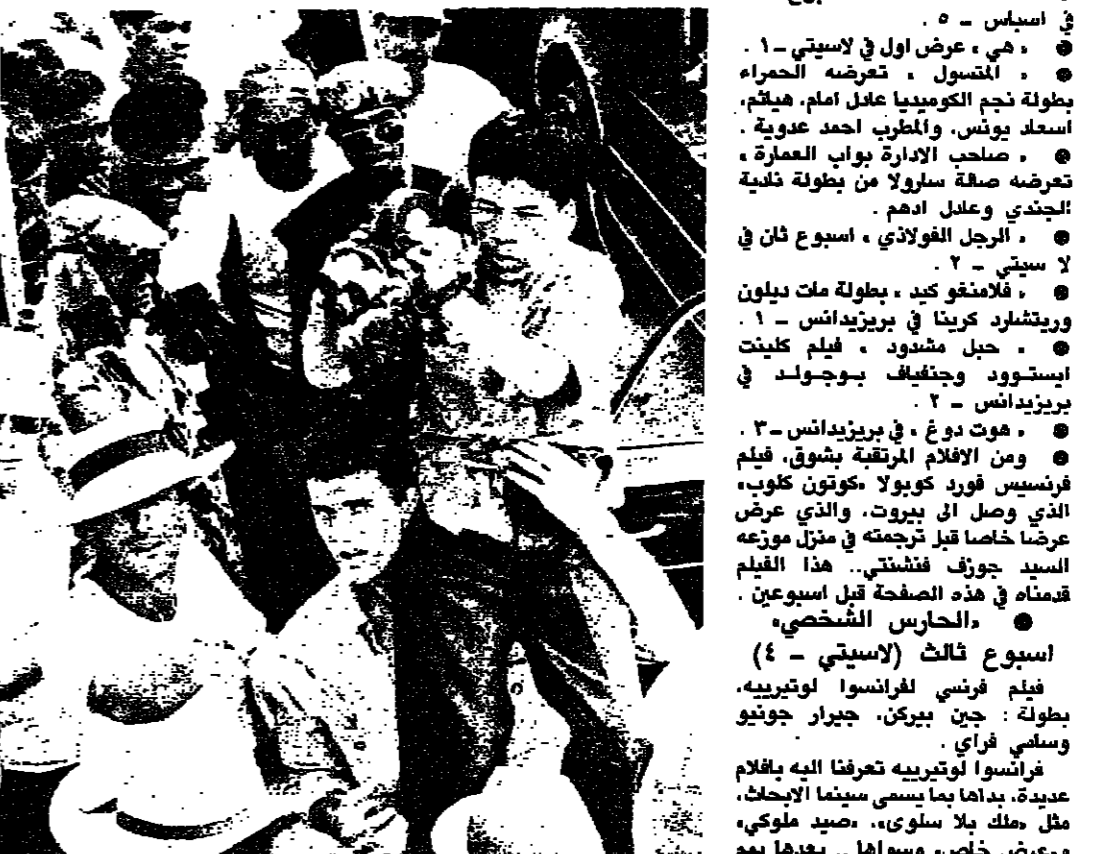 في اسباس - ٥ .
● « هي » عرض اول في لاسيتي - ١ .
● « المتسول » تعرضه الحمراء
بطولة نجم الكوميديا عادل امام، هياتم،
اسعاد يونس، والمطرب احمد عدوية .
● « صاحب الادارة بواب العمارة »
تعرضه صالة سارولا من بطولة نادية
الجندي وعادل ادهم .
● « الرجل الفولاذي » اسبوع ثان في
لا سيتي - ٢ .
● « فلامنغو كيد » بطولة مات ديلون
وريتشارد كرينا في بريزيدانس - ١ .
● « حبل مشدود » فيلم كلينت
ايستوود وجنفياف بوجولد في
بريزيدانس - ٢ .
● « هوت دوغ » في بريزيدانس - ٣ .
● ومن الافلام المرتقبة بشوق، فيلم
فرنسيس فورد كوبولا «كوتون كلوب»
الذي وصل الى بيروت، والذي عرض
عرضا خاصا قبل ترجمته في منزل موزعه
السيد جوزف فنشنتي.. هذا الفيلم
قدمناه في هذه الصفحة قبل اسبوعين .
● «الحارس الشخصي»
اسبوع ثالث (لاسيتي - ٤)
فيلم فرنسي لفرانسوا لوتيرييه،
بطولة : جين بيركن، جيرار جونيو
وسامي فراي .
فرانسوا لوتيرييه تعرفنا اليه بافلام
عديدة، بداها بما يسمى سينما الابحاث،
مثل «ملك بلا سلوى»، «صيد ملوكي»
و«عرض خاص» وسواها .. بعدها